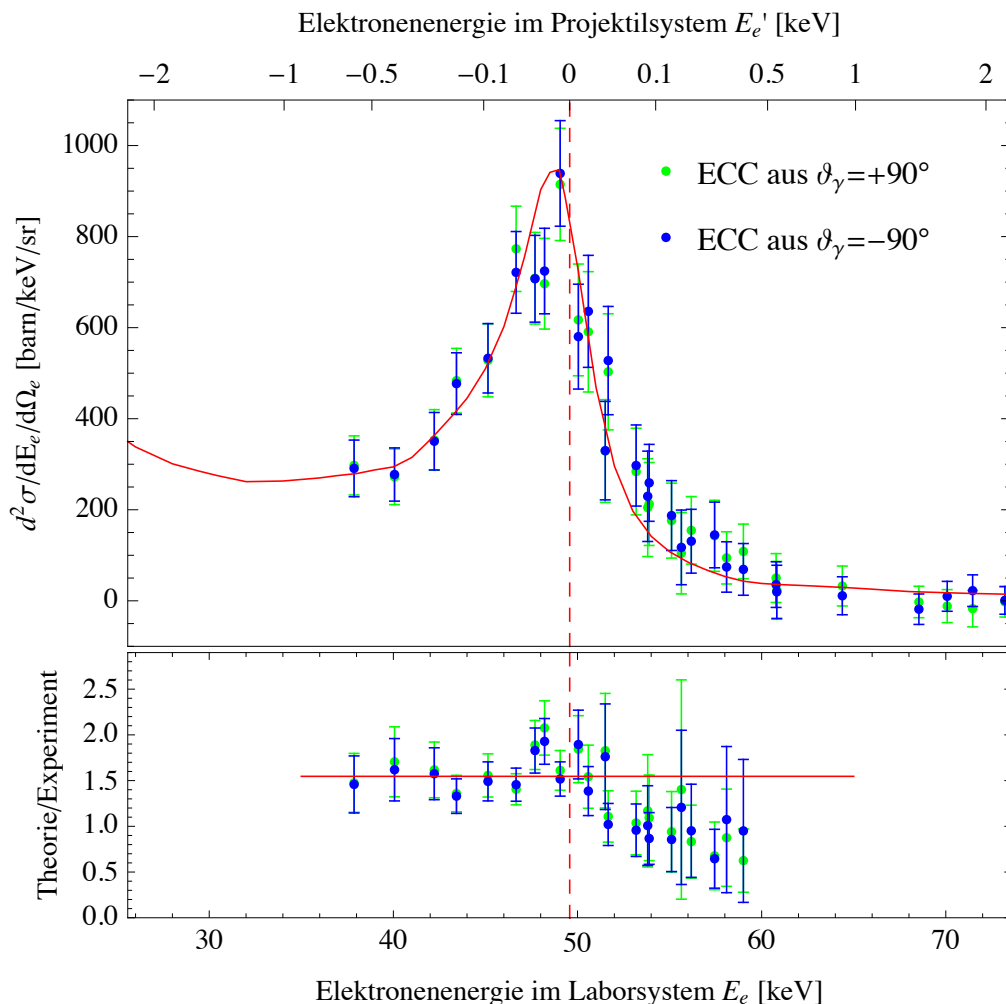 Elektronenenergie im Projektilsystem E_e' [keV]
−2 −1 −0.5 −0.1 0 0.1 0.5 1 2
1000
800
600
400
200
0
d²σ/dE_e/dΩ_e [barn/keV/sr]
ECC aus ϑ_γ=+90°
ECC aus ϑ_γ=−90°
2.5
2.0
1.5
1.0
0.5
0.0
Theorie/Experiment
30 40 50 60 70
Elektronenenergie im Laborsystem E_e [keV]